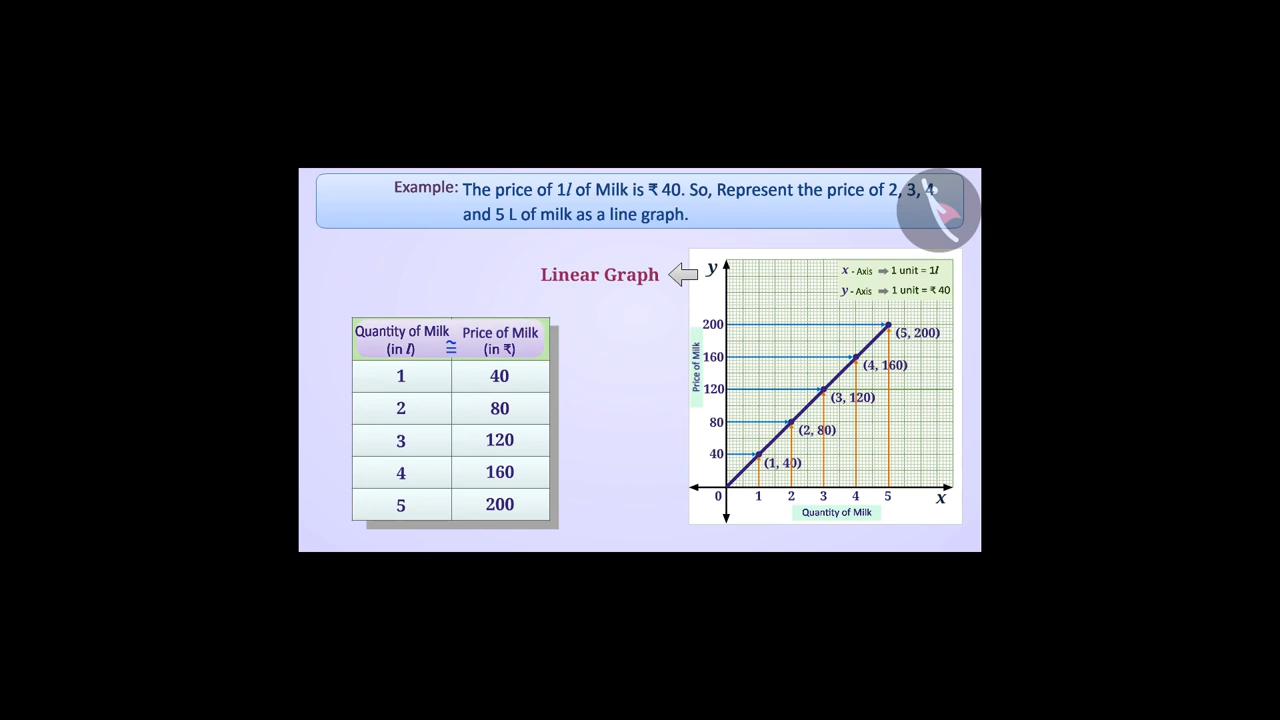 Example: The price of 1l of Milk is ₹ 40. So, Represent the price of 2, 3, 4
and 5 L of milk as a line graph.
Linear Graph
Quantity of Milk
(in l)
≅
Price of Milk
(in ₹)
1 40
2 80
3 120
4 160
5 200
y
x - Axis ⇒ 1 unit = 1l
y - Axis ⇒ 1 unit = ₹ 40
Price of Milk
200
160
120
80
40
(5, 200)
(4, 160)
(3, 120)
(2, 80)
(1, 40)
0 1 2 3 4 5 x
Quantity of Milk